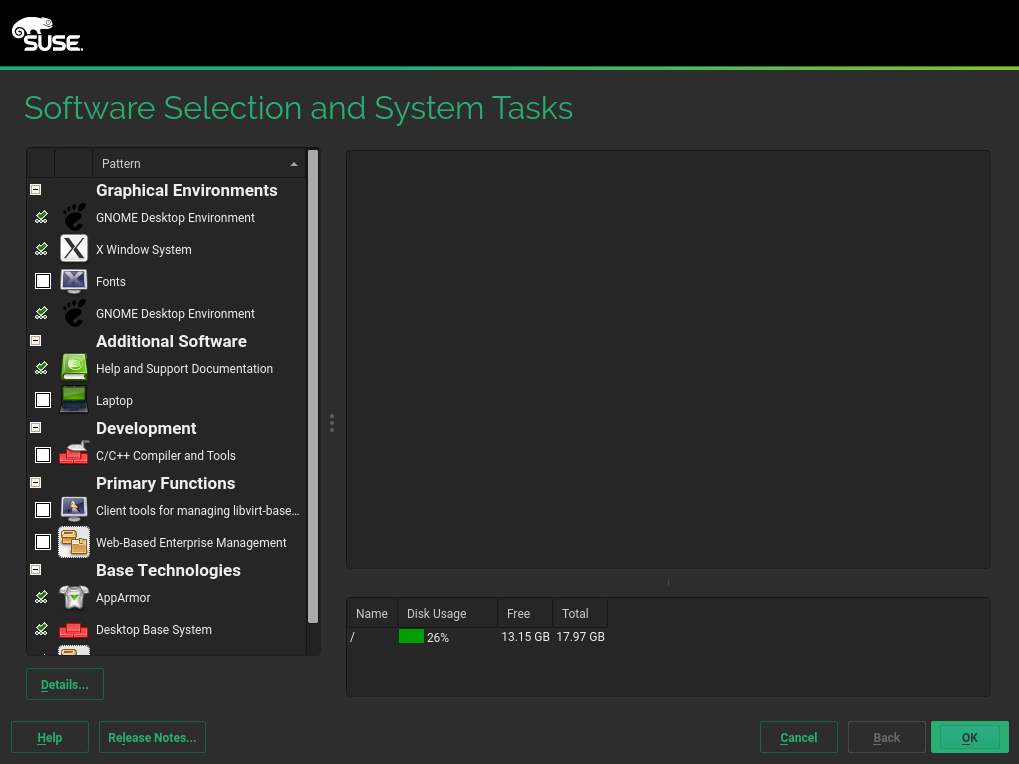 SUSE
Software Selection and System Tasks
Pattern
Graphical Environments
GNOME Desktop Environment
X Window System
Fonts
GNOME Desktop Environment
Additional Software
Help and Support Documentation
Laptop
Development
C/C++ Compiler and Tools
Primary Functions
Client tools for managing libvirt-base...
Web-Based Enterprise Management
Base Technologies
AppArmor
Desktop Base System
Name Disk Usage Free Total
/ 26% 13.15 GB 17.97 GB
Details...
Help Release Notes... Cancel Back OK